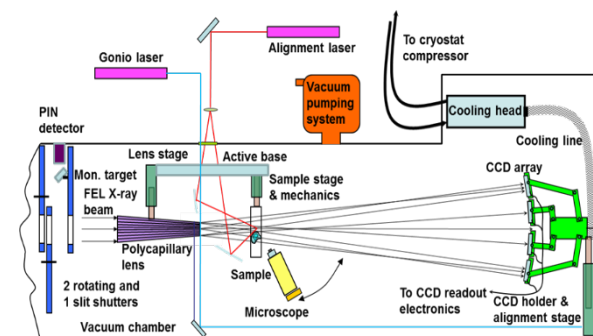 Alignment laser
Gonio laser
To cryostat
compressor
Vacuum
pumping
system
Cooling head
PIN
detector
Cooling line
Lens stage
Active base
CCD array
Mon. target
Sample stage
& mechanics
FEL X-ray
beam
Polycapillary
lens
Sample
2 rotating and
1 slit shutters
Microscope
To CCD readout
electronics
CCD holder &
alignment stage
Vacuum chamber